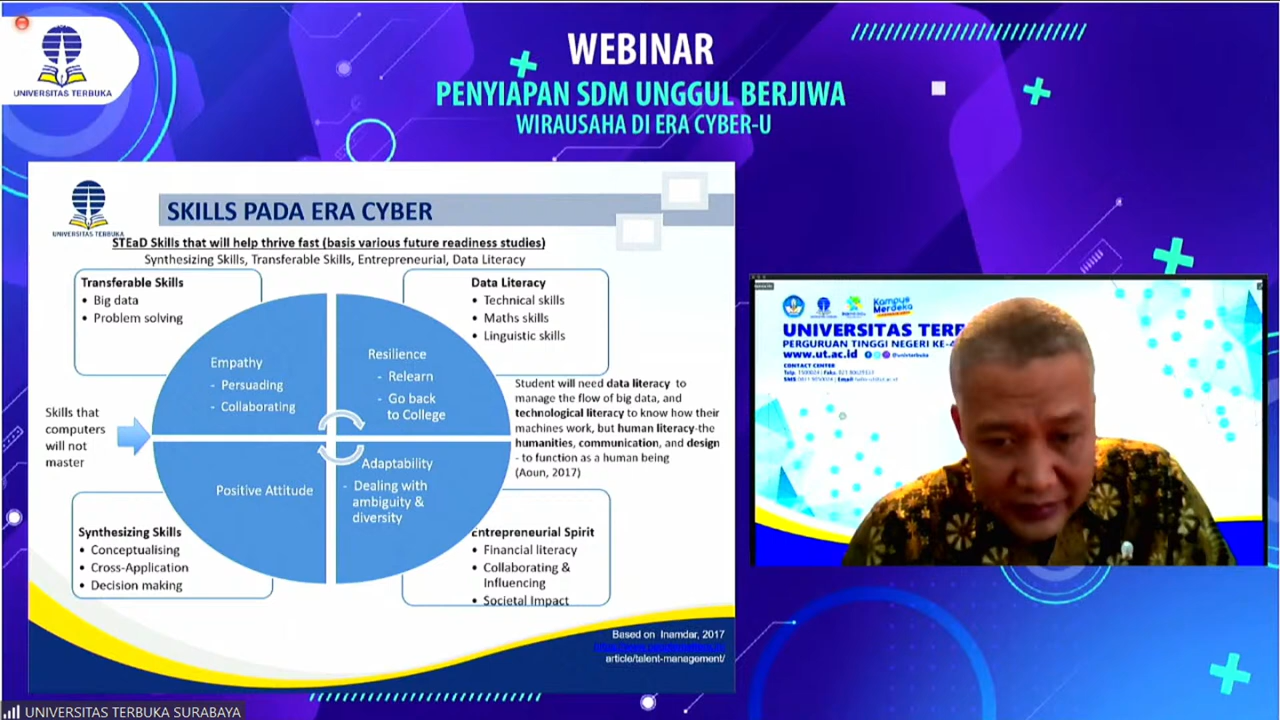 UNIVERSITAS TERBUKA
WEBINAR
PENYIAPAN SDM UNGGUL BERJIWA
WIRAUSAHA DI ERA CYBER-U
UNIVERSITAS TERBUKA
SKILLS PADA ERA CYBER
STEaD Skills that will help thrive fast (basis various future readiness studies)
Synthesizing Skills, Transferable Skills, Entrepreneurial, Data Literacy
Transferable Skills
• Big data
• Problem solving
Data Literacy
• Technical skills
• Maths skills
• Linguistic skills
Empathy
- Persuading
- Collaborating
Resilience
- Relearn
- Go back
to College
Skills that
computers
will not
master
Student will need data literacy to
manage the flow of big data, and
technological literacy to know how their
machines work, but human literacy-the
humanities, communication, and design
- to function as a human being
(Aoun, 2017)
Positive Attitude
Adaptability
- Dealing with
ambiguity &
diversity
Synthesizing Skills
• Conceptualising
• Cross-Application
• Decision making
Entrepreneurial Spirit
• Financial literacy
• Collaborating &
Influencing
• Societal Impact
Based on Inamdar, 2017
article/talent-management/
Kampus
Merdeka
UNIVERSITAS TER
PERGURUAN TINGGI NEGERI KE-4
www.ut.ac.id
CONTACT CENTER
UNIVERSITAS TERBUKA SURABAYA